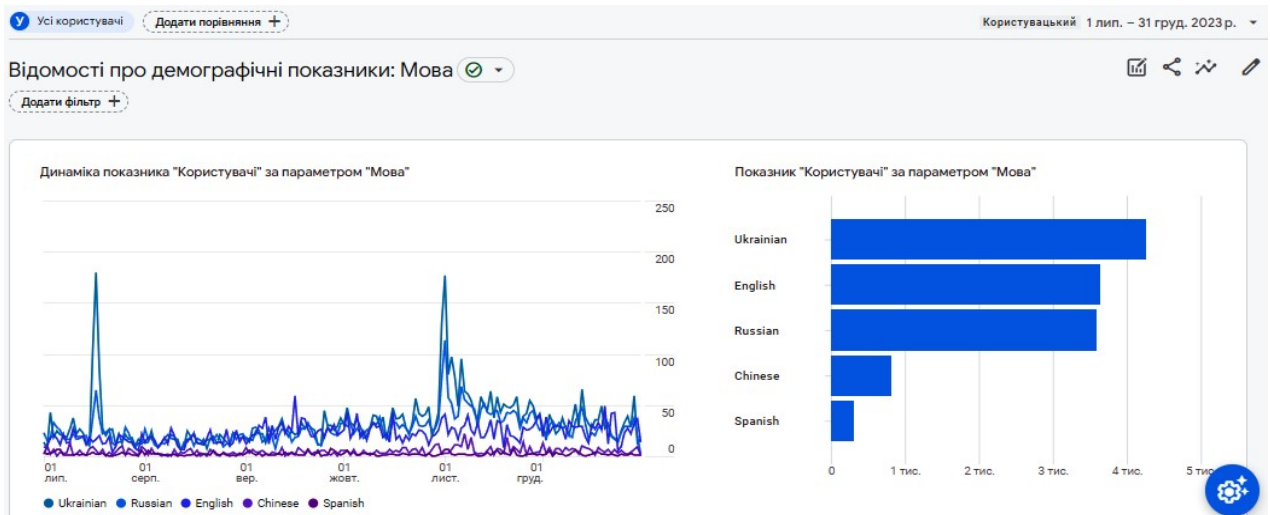 У Усі користувачі Додати порівняння + Користувацький 1 лип. – 31 груд. 2023 р.
Відомості про демографічні показники: Мова
Додати фільтр +
Динаміка показника "Користувачі" за параметром "Мова"
250
200
150
100
50
0
01 лип.
01 серп.
01 вер.
01 жовт.
01 лист.
01 груд.
Ukrainian Russian English Chinese Spanish
Показник "Користувачі" за параметром "Мова"
Ukrainian
English
Russian
Chinese
Spanish
0 1 тис. 2 тис. 3 тис. 4 тис. 5 тис